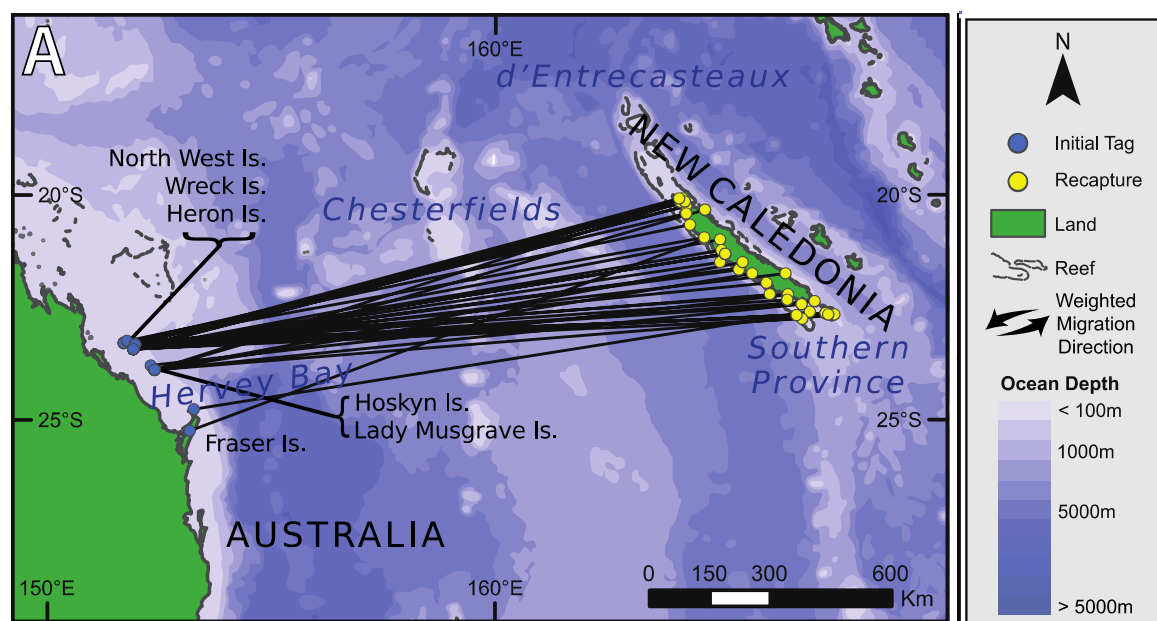 A
160°E
d'Entrecasteaux
NEW CALEDONIA
North West Is.
Wreck Is.
Heron Is.
20°S
20°S
Chesterfields
Hervey Bay
Southern
Province
25°S
25°S
Hoskyn Is.
Lady Musgrave Is.
Fraser Is.
AUSTRALIA
150°E
160°E
0 150 300 600
Km
N
Initial Tag
Recapture
Land
Reef
Weighted
Migration
Direction
Ocean Depth
< 100m
1000m
5000m
> 5000m